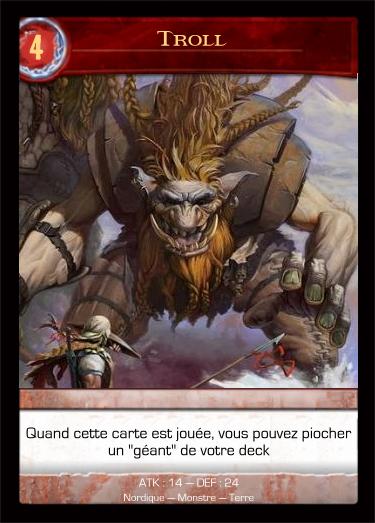 4
Troll
Quand cette carte est jouée, vous pouvez piocher
un "géant" de votre deck
ATK : 14 – DEF : 24
Nordique – Monstre – Terre